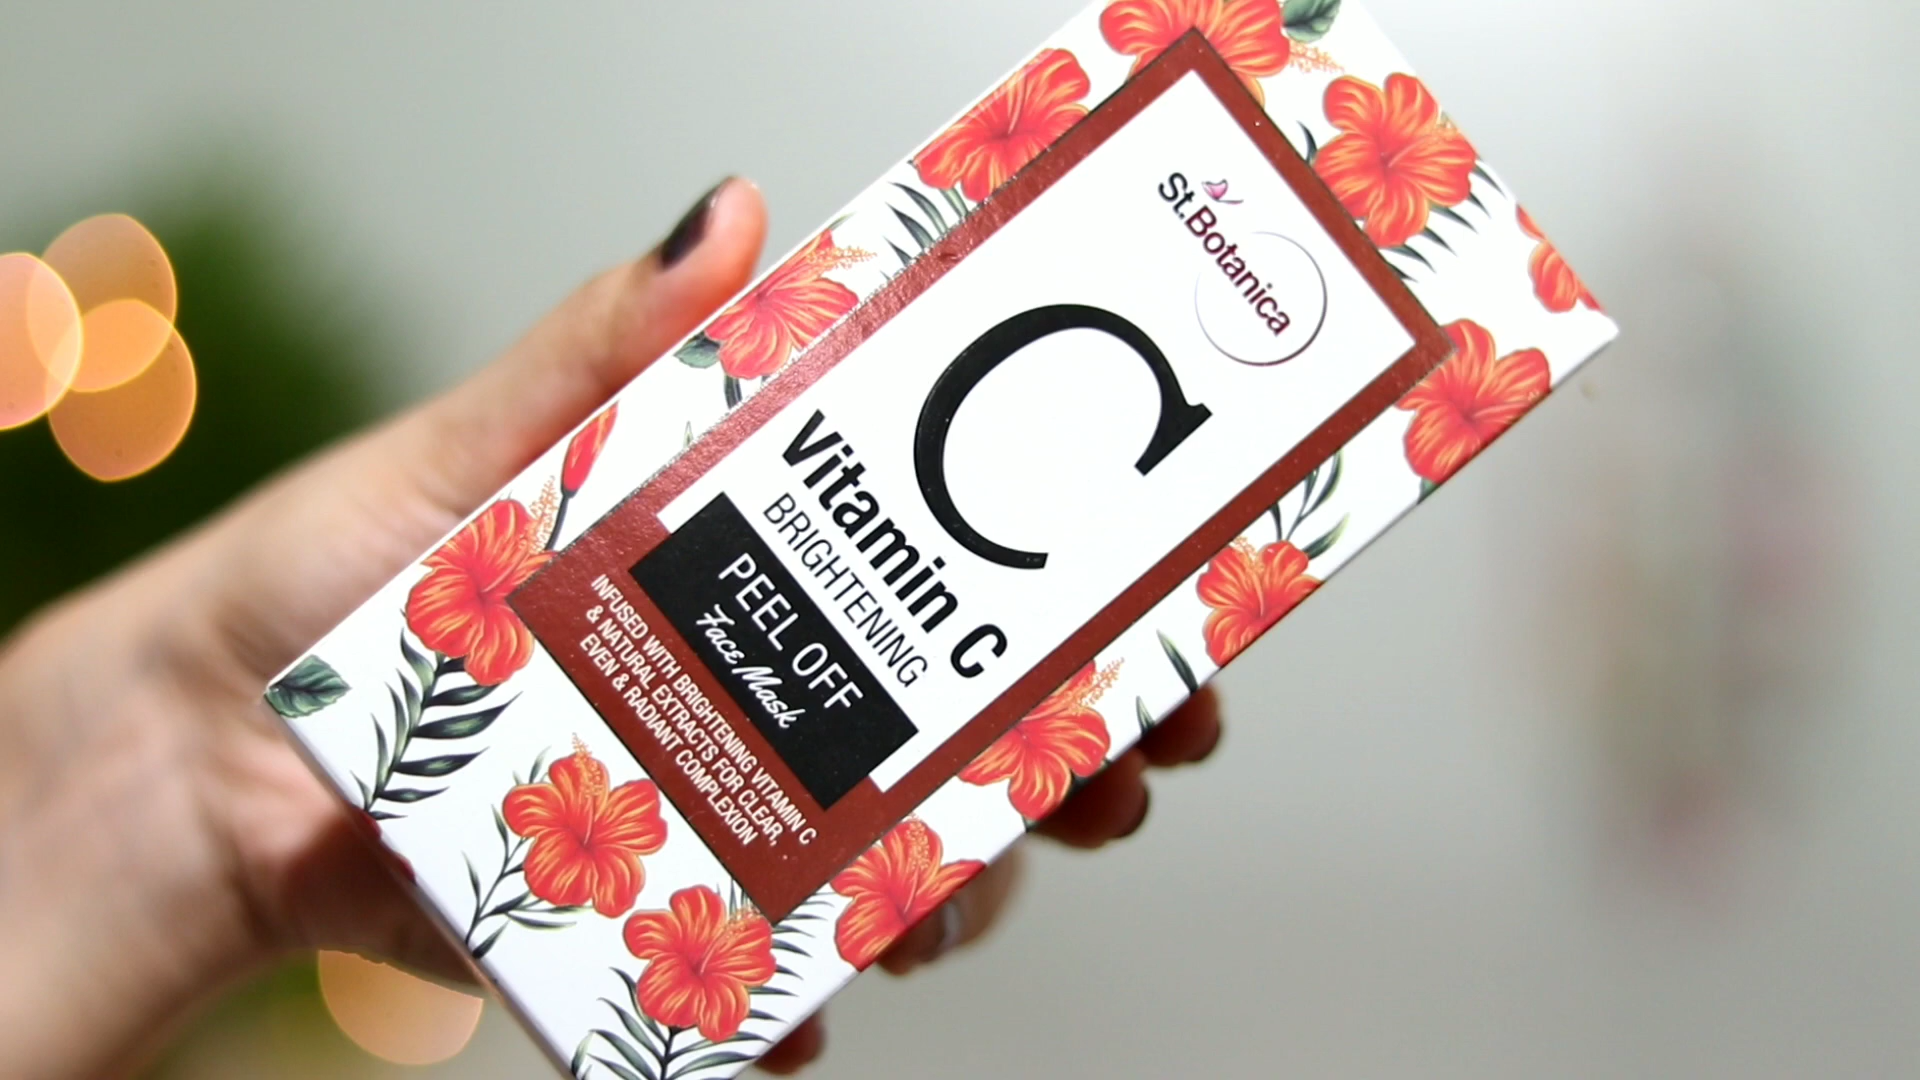 St.Botanica
C
Vitamin C
BRIGHTENING
PEEL OFF
Face Mask
INFUSED WITH BRIGHTENING VITAMIN C
& NATURAL EXTRACTS FOR CLEAR,
EVEN & RADIANT COMPLEXION